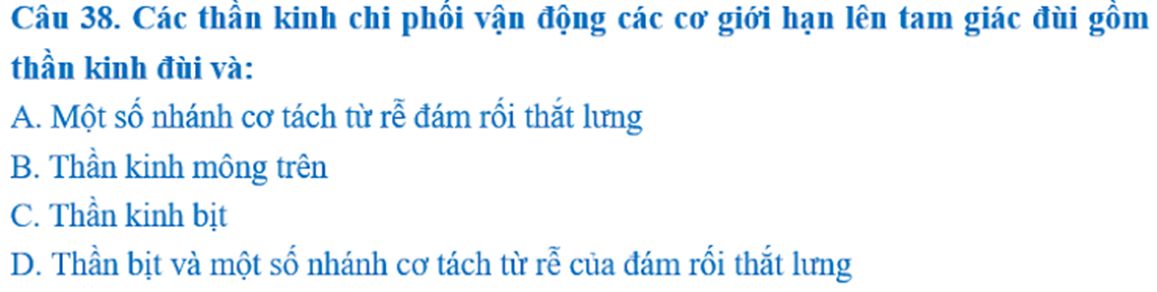 Câu 38. Các thần kinh chi phối vận động các cơ giới hạn lên tam giác đùi gồm
thần kinh đùi và:
A. Một số nhánh cơ tách từ rễ đám rối thắt lưng
B. Thần kinh mông trên
C. Thần kinh bịt
D. Thần bịt và một số nhánh cơ tách từ rễ của đám rối thắt lưng